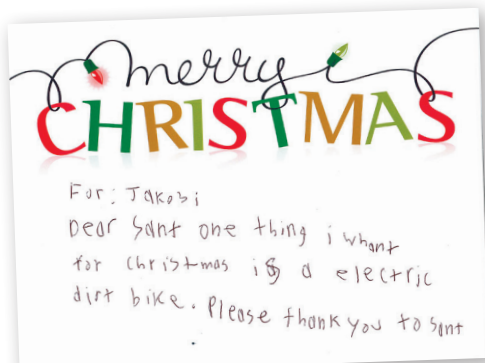 merry
CHRISTMAS
For: Jakobi
Dear Sant one thing i whant
for christmas is a electric
dirt bike. Please thank you to sant